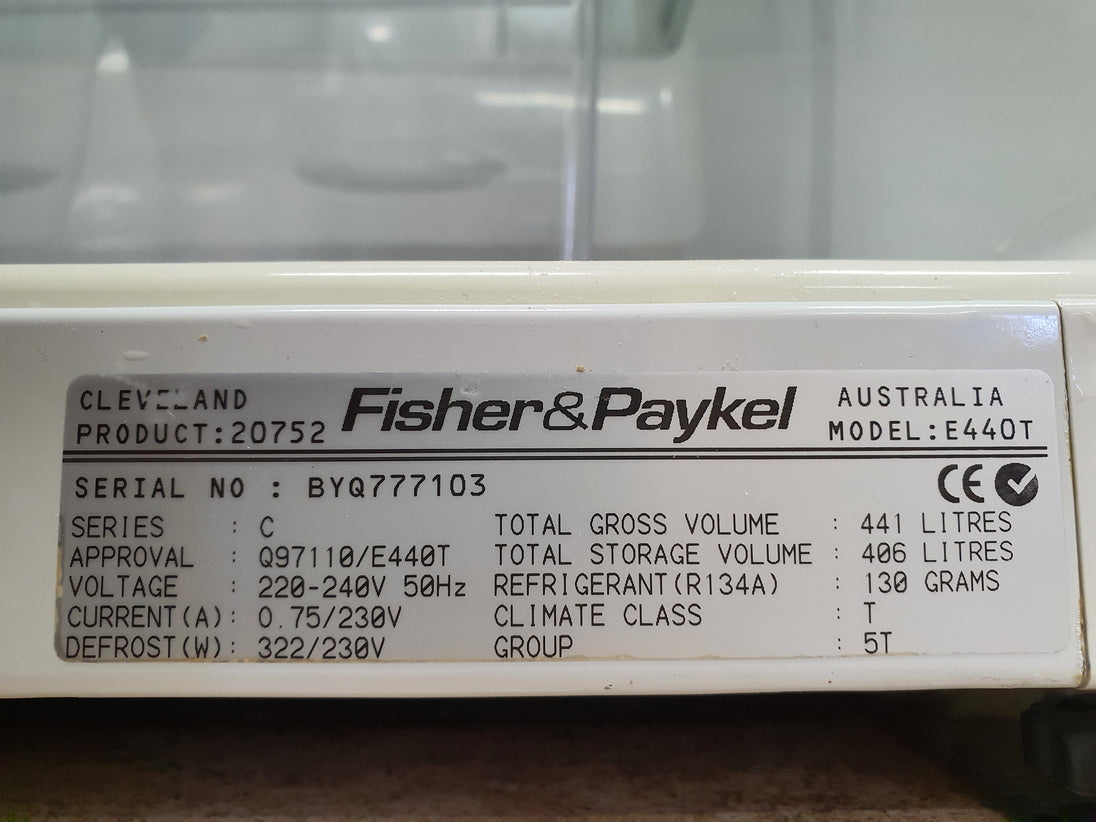 CLEVELAND
PRODUCT:20752
Fisher&Paykel
AUSTRALIA
MODEL:E440T
SERIAL NO : BYQ777103
CE
SERIES : C
APPROVAL : Q97110/E440T
VOLTAGE : 220-240V 50Hz
CURRENT(A): 0.75/230V
DEFROST(W): 322/230V
TOTAL GROSS VOLUME : 441 LITRES
TOTAL STORAGE VOLUME : 406 LITRES
REFRIGERANT(R134A) : 130 GRAMS
CLIMATE CLASS : T
GROUP : 5T